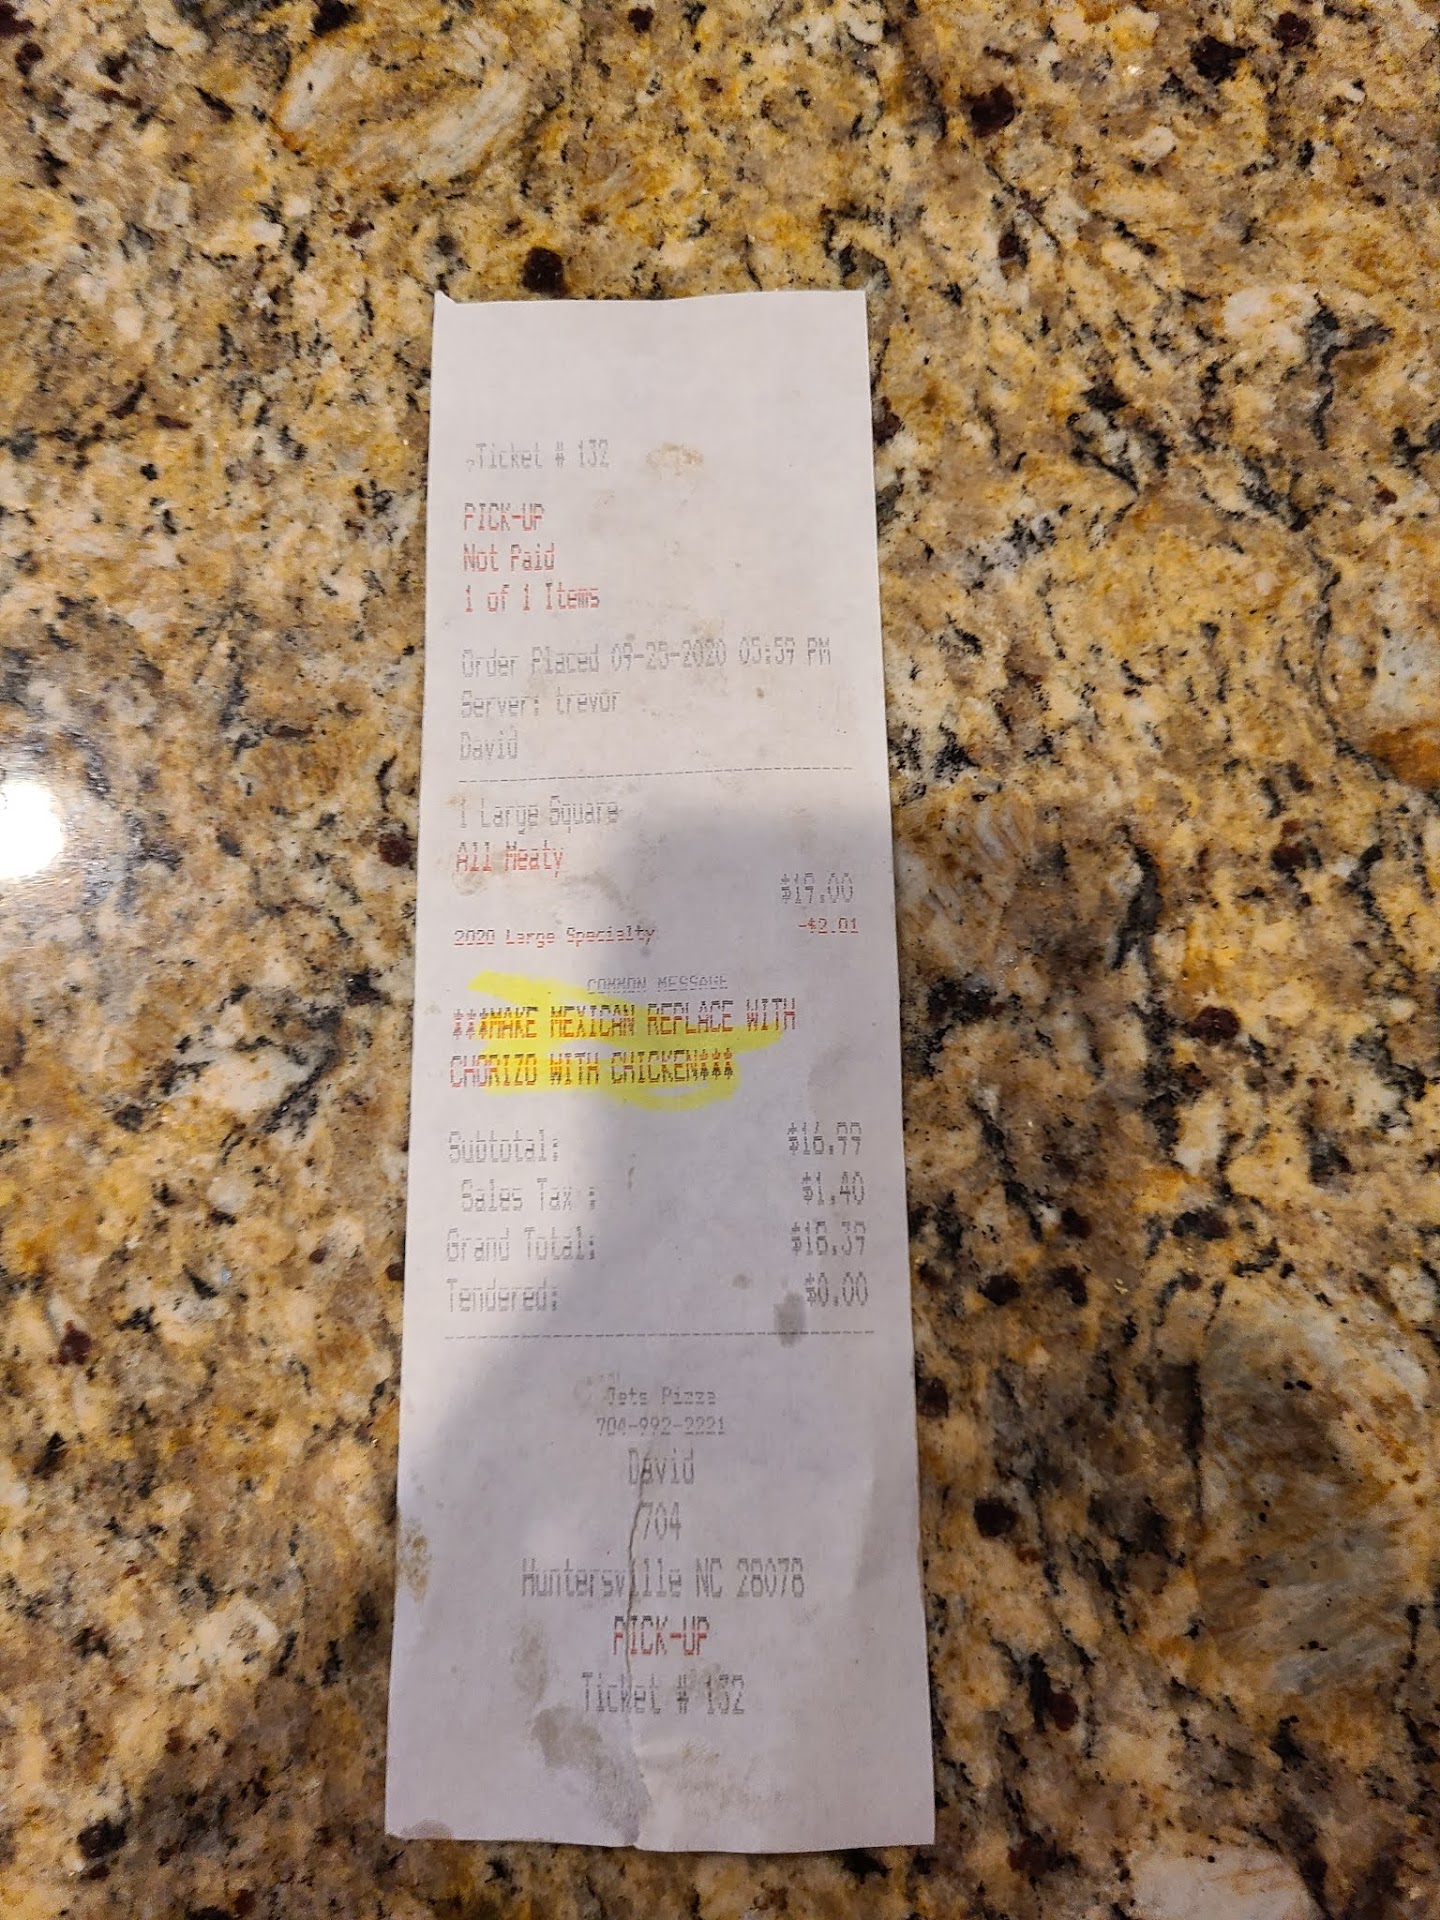 Ticket # 132
PICK-UP
Not Paid
1 of 1 Items
Order Placed 09-25-2020 05:59 PM
Server: trevor
David
1 Large Square
All Meaty
$19.00
2020 Large Specialty -$2.01
COMMON MESSAGE
***MAKE MEXICAN REPLACE WITH
CHORIZO WITH CHICKEN***
Subtotal: $16.99
Sales Tax : $1.40
Grand Total: $18.39
Tendered: $0.00
Jets Pizza
704-992-2221
David
704
Huntersville NC 28078
PICK-UP
Ticket # 132